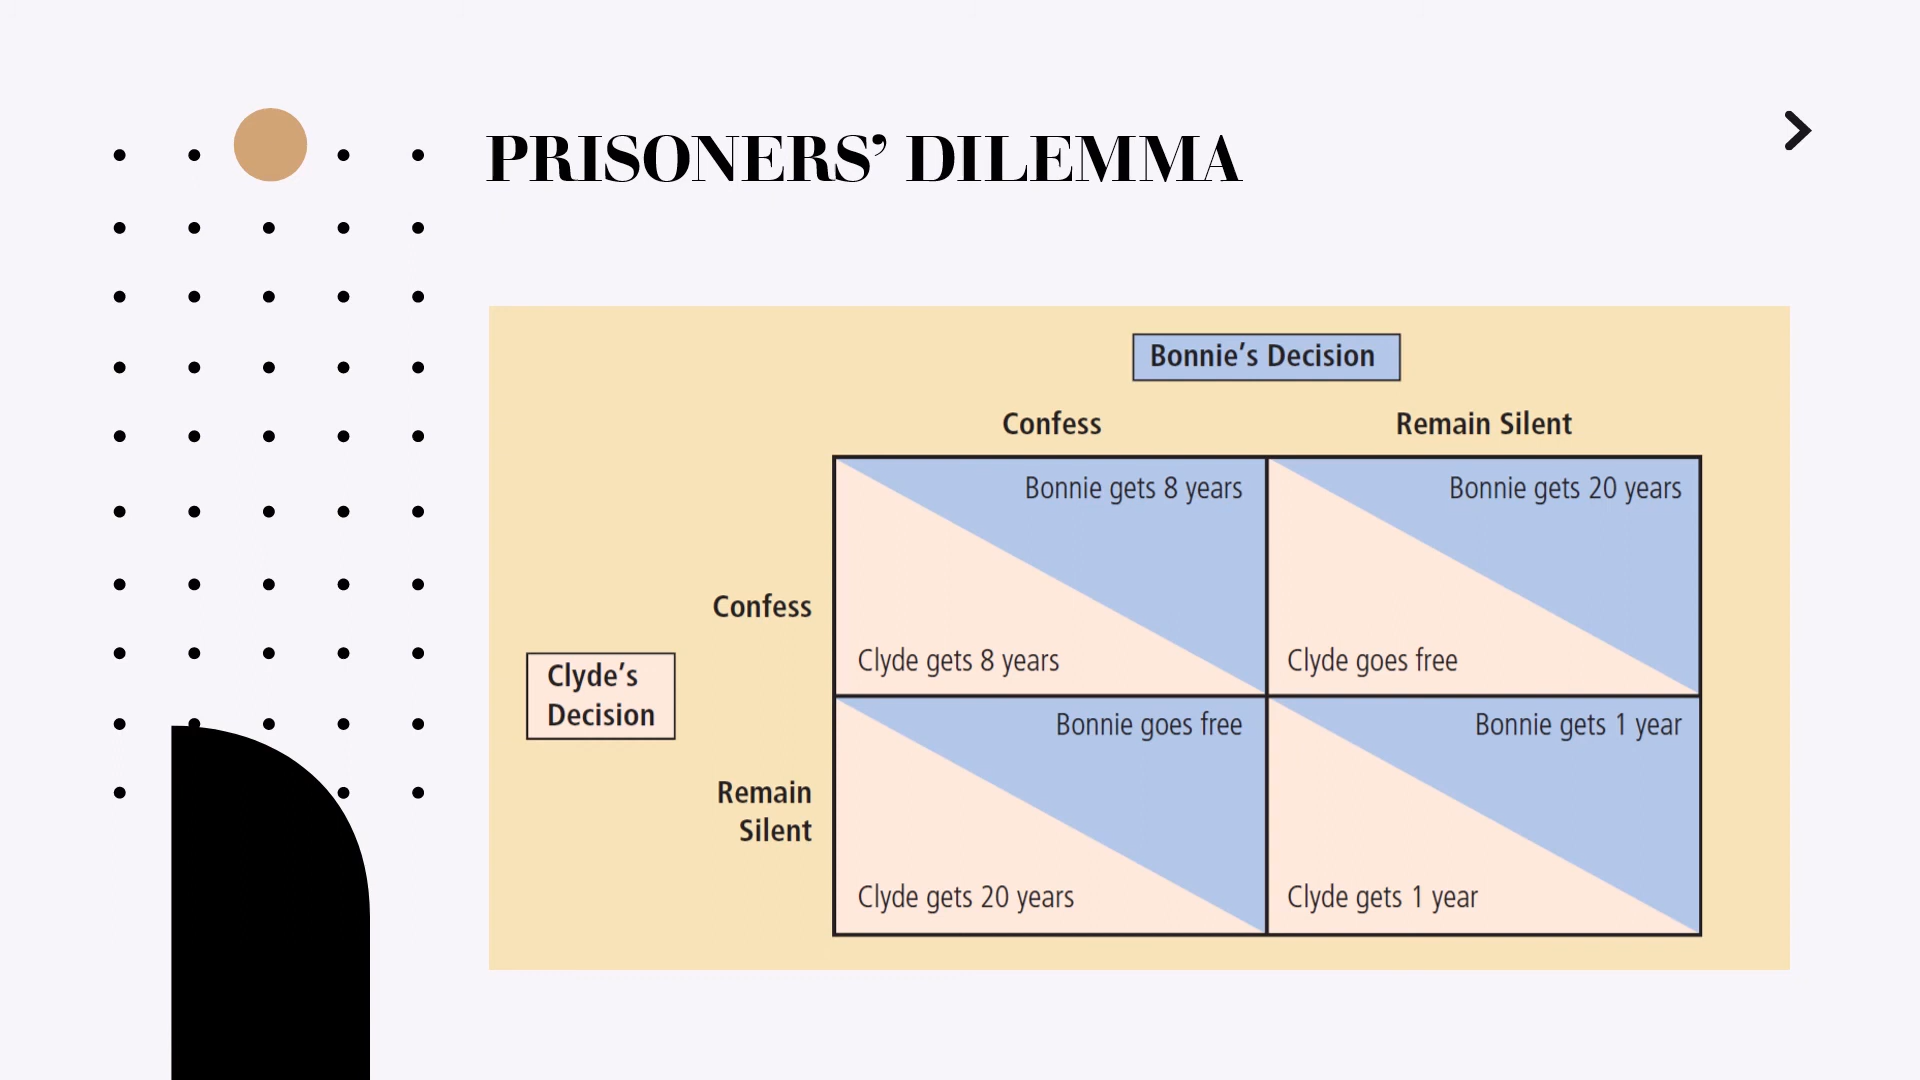 PRISONERS’ DILEMMA
Bonnie’s Decision
Confess
Remain Silent
Bonnie gets 8 years
Bonnie gets 20 years
Confess
Clyde gets 8 years
Clyde goes free
Clyde’s
Decision
Bonnie goes free
Bonnie gets 1 year
Remain
Silent
Clyde gets 20 years
Clyde gets 1 year